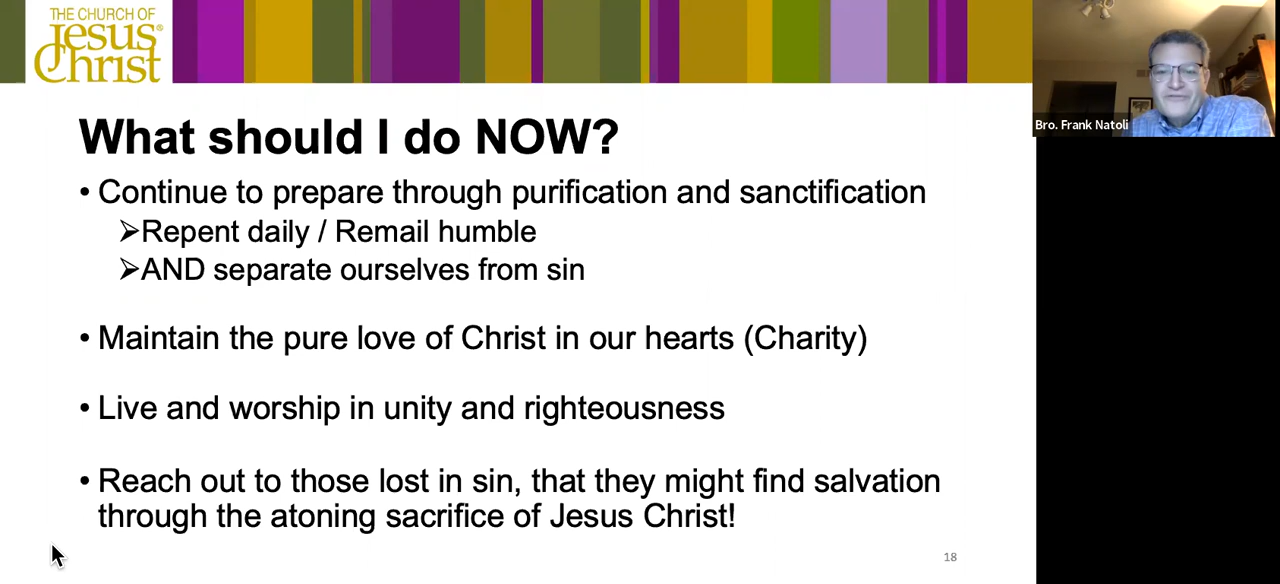 THE CHURCH OF
Jesus®
Christ
Bro. Frank Natoli
What should I do NOW?
• Continue to prepare through purification and sanctification
➢Repent daily / Remail humble
➢AND separate ourselves from sin
• Maintain the pure love of Christ in our hearts (Charity)
• Live and worship in unity and righteousness
• Reach out to those lost in sin, that they might find salvation
through the atoning sacrifice of Jesus Christ!
18